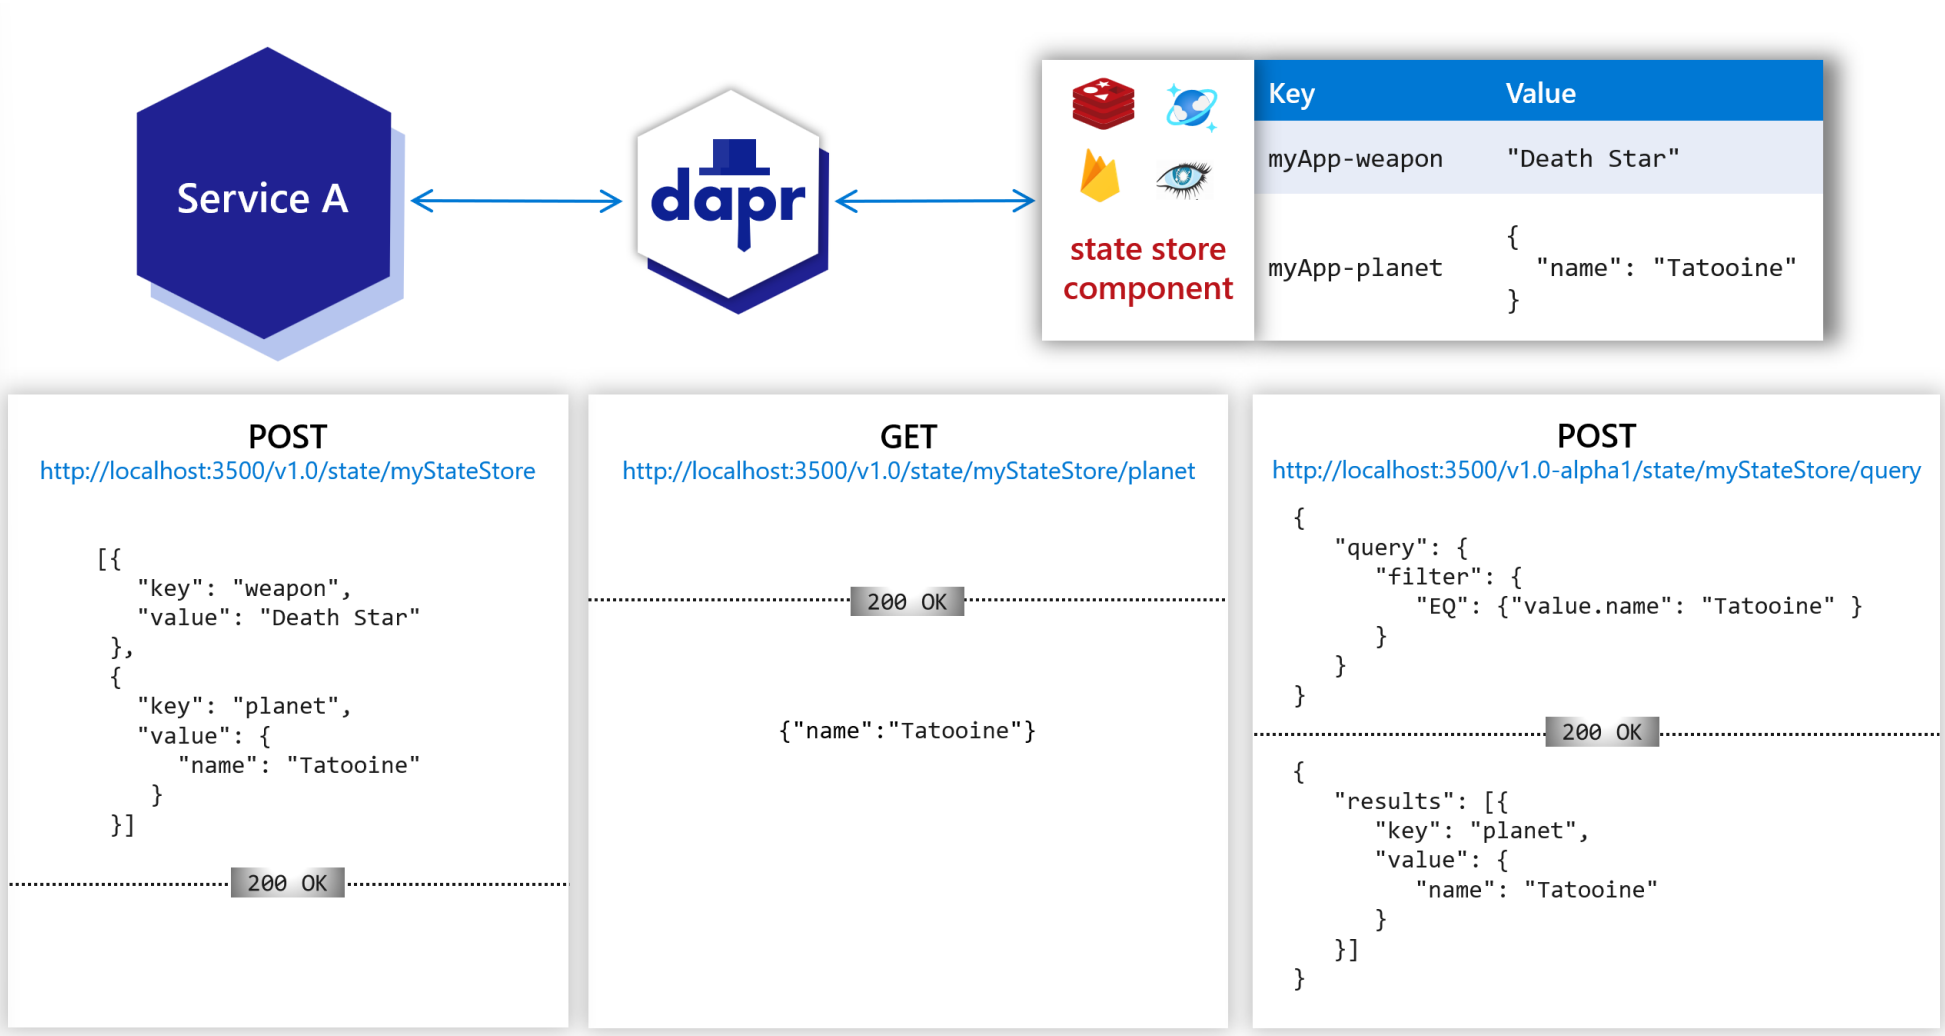 Service A
dapr
state store
component
Key Value
myApp-weapon "Death Star"
{
myApp-planet "name": "Tatooine"
}
POST
http://localhost:3500/v1.0/state/myStateStore
[{
"key": "weapon",
"value": "Death Star"
},
{
"key": "planet",
"value": {
"name": "Tatooine"
}
}]
200 OK
GET
http://localhost:3500/v1.0/state/myStateStore/planet
200 OK
{"name":"Tatooine"}
POST
http://localhost:3500/v1.0-alpha1/state/myStateStore/query
{
"query": {
"filter": {
"EQ": {"value.name": "Tatooine" }
}
}
}
200 OK
{
"results": [{
"key": "planet",
"value": {
"name": "Tatooine"
}
}]
}